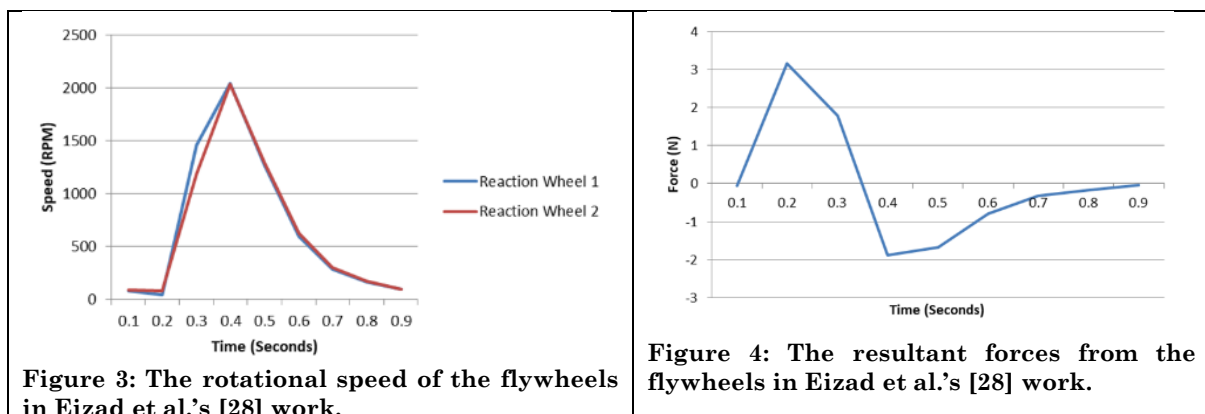 2500
2000
1500
1000
500
0
Speed (RPM)
0.1 0.2 0.3 0.4 0.5 0.6 0.7 0.8 0.9
Time (Seconds)
Reaction Wheel 1
Reaction Wheel 2
Figure 3: The rotational speed of the flywheels
in Eizad et al.'s [28] work.
4
3
2
1
0
-1
-2
-3
Force (N)
0.1 0.2 0.3 0.4 0.5 0.6 0.7 0.8 0.9
Time (Seconds)
Figure 4: The resultant forces from the
flywheels in Eizad et al.'s [28] work.